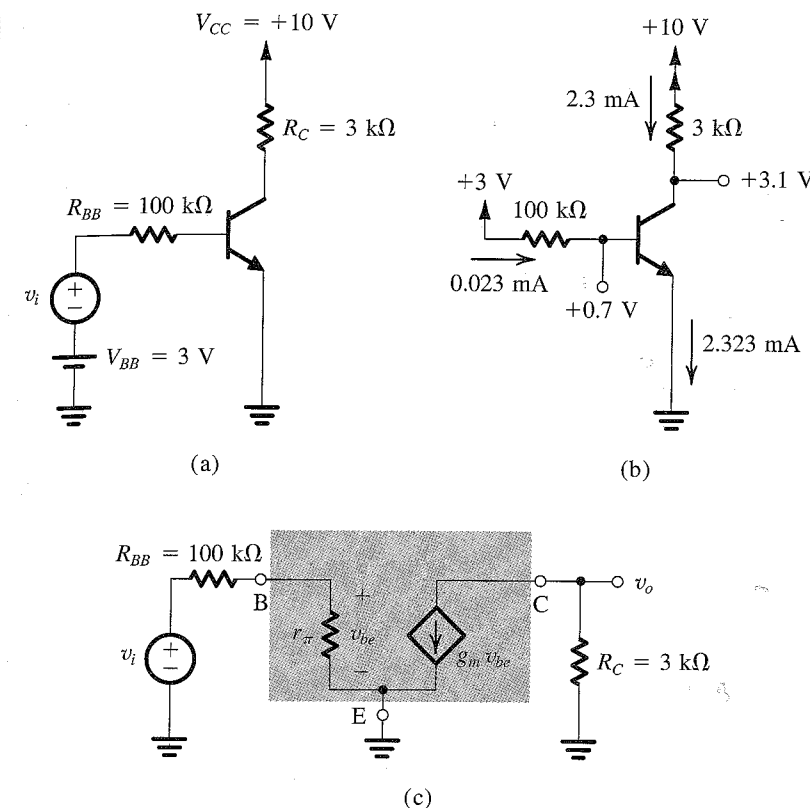 V_CC = +10 V
R_C = 3 kΩ
R_BB = 100 kΩ
v_i
+
−
V_BB = 3 V
(a)
+10 V
2.3 mA
3 kΩ
+3.1 V
+3 V
100 kΩ
0.023 mA
+0.7 V
2.323 mA
(b)
R_BB = 100 kΩ
B
v_i
+
−
r_π
+
v_be
−
g_m v_be
E
C
v_o
R_C = 3 kΩ
(c)